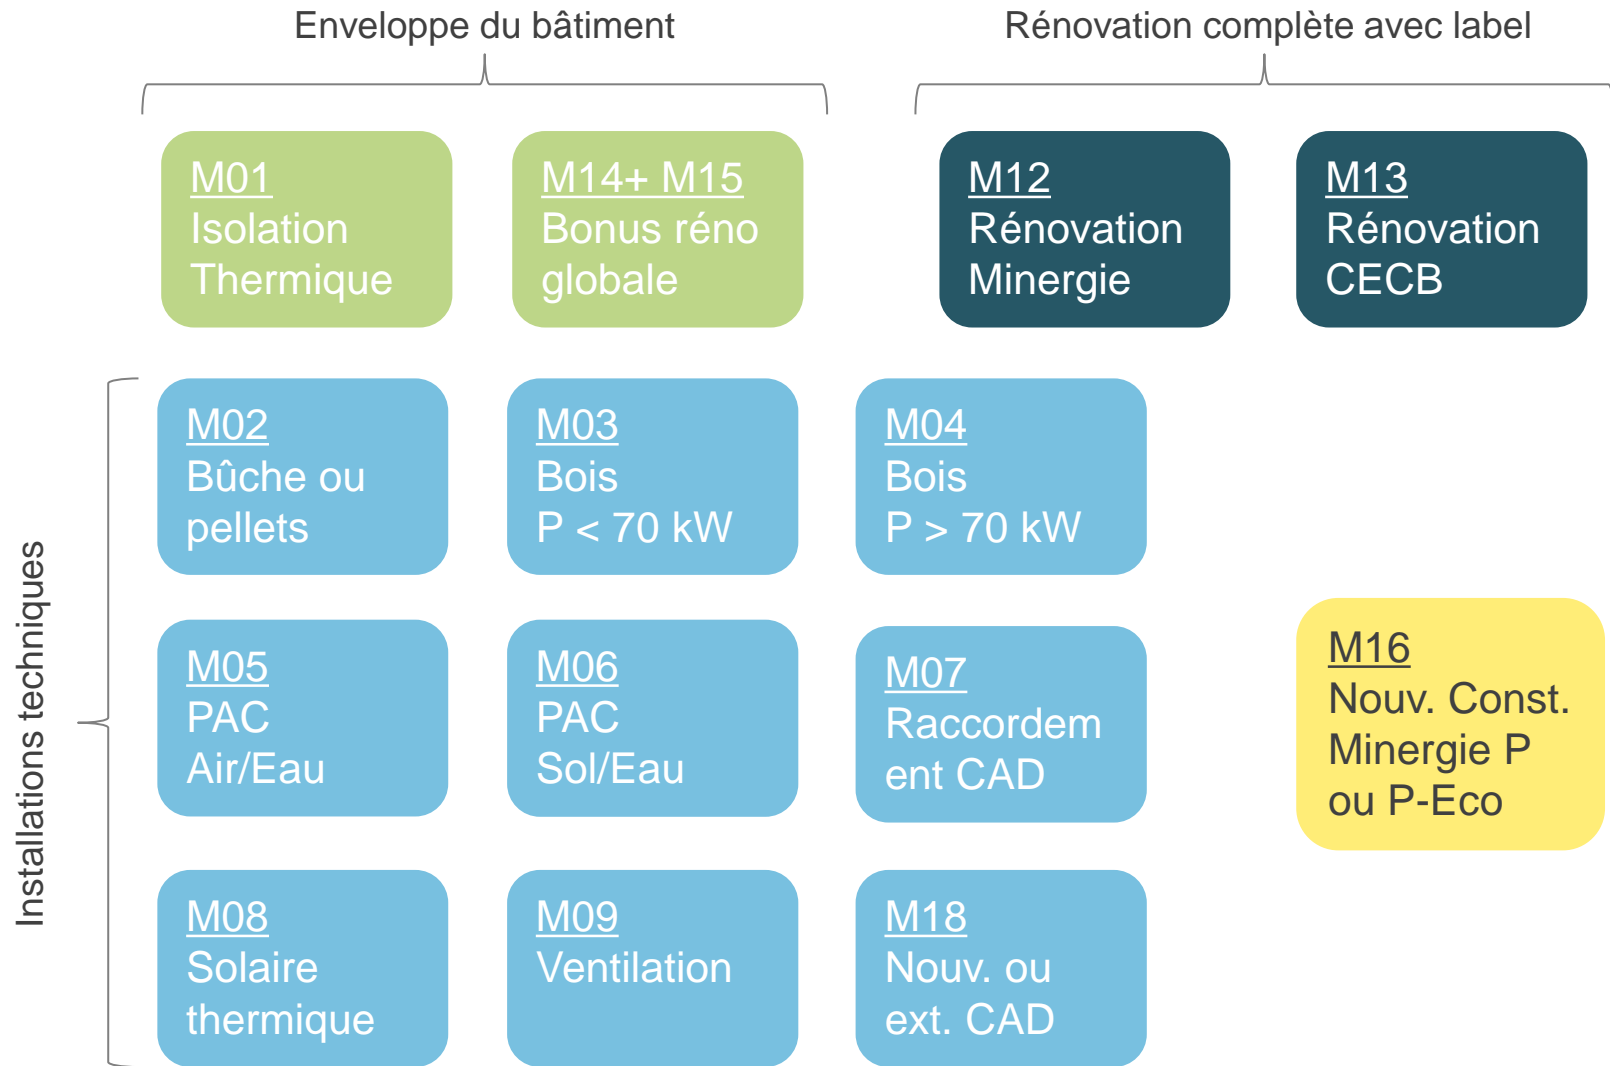 Enveloppe du bâtiment
Rénovation complète avec label
M01
Isolation
Thermique
M14+ M15
Bonus réno
globale
M12
Rénovation
Minergie
M13
Rénovation
CECB
Installations techniques
M02
Bûche ou
pellets
M03
Bois
P < 70 kW
M04
Bois
P > 70 kW
M05
PAC
Air/Eau
M06
PAC
Sol/Eau
M07
Raccordem
ent CAD
M16
Nouv. Const.
Minergie P
ou P-Eco
M08
Solaire
thermique
M09
Ventilation
M18
Nouv. ou
ext. CAD